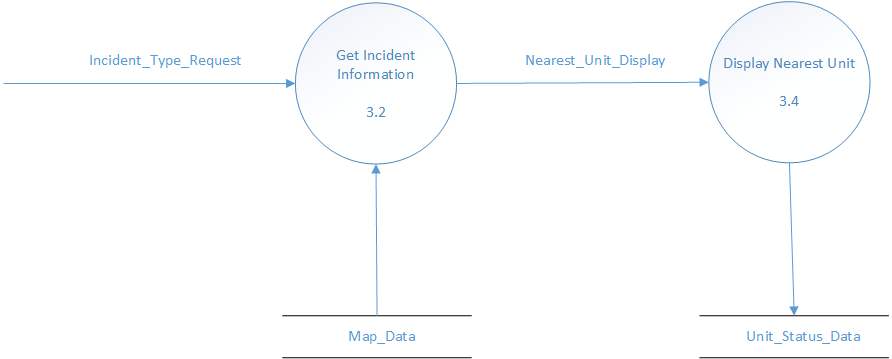 Incident_Type_Request
Get Incident
Information
3.2
Nearest_Unit_Display
Display Nearest Unit
3.4
Map_Data
Unit_Status_Data